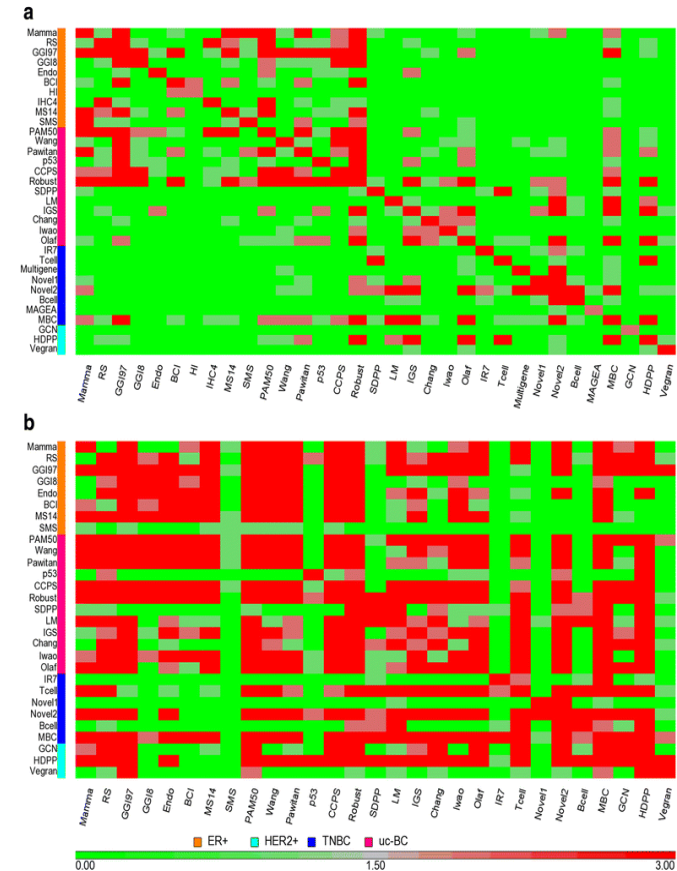 a
Mamma
RS
GGI97
GGI8
Endo
BCI
HI
IHC4
MS14
SMS
PAM50
Wang
Pawitan
p53
CCPS
Robust
SDPP
LM
IGS
Chang
Iwao
Olaf
IR7
Tcell
Multigene
Novel1
Novel2
Bcell
MAGEA
MBC
GCN
HDPP
Vegran
Mamma RS GGI97 GGI8 Endo BCI HI IHC4 MS14 SMS PAM50 Wang Pawitan p53 CCPS Robust SDPP LM IGS Chang Iwao Olaf IR7 Tcell Multigene Novel1 Novel2 Bcell MAGEA MBC GCN HDPP Vegran
b
Mamma
RS
GGI97
GGI8
Endo
BCI
MS14
SMS
PAM50
Wang
Pawitan
p53
CCPS
Robust
SDPP
LM
IGS
Chang
Iwao
Olaf
IR7
Tcell
Novel1
Novel2
Bcell
MBC
GCN
HDPP
Vegran
Mamma RS GGI97 GGI8 Endo BCI MS14 SMS PAM50 Wang Pawitan p53 CCPS Robust SDPP LM IGS Chang Iwao Olaf IR7 Tcell Novel1 Novel2 Bcell MBC GCN HDPP Vegran
ER+ HER2+ TNBC uc-BC
0.00 1.50 3.00